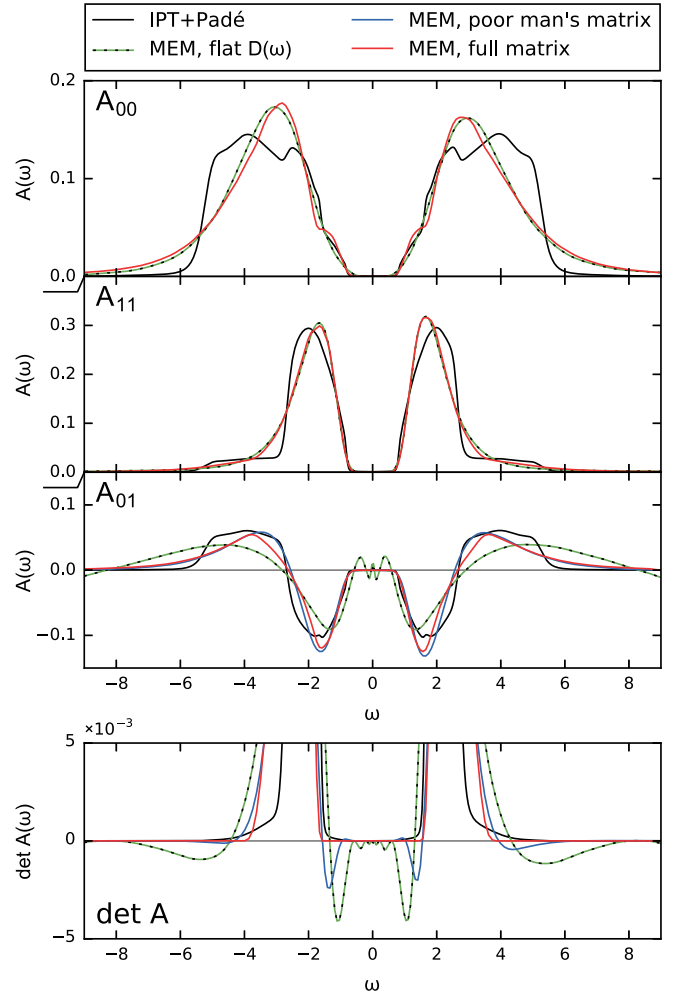 IPT+Padé
MEM, flat D(ω)
MEM, poor man's matrix
MEM, full matrix
A₀₀
A(ω)
0.2
0.1
0.0
A₁₁
A(ω)
0.3
0.2
0.1
0.0
A₀₁
A(ω)
0.1
0.0
−0.1
−8 −6 −4 −2 0 2 4 6 8
ω
×10⁻³
det A(ω)
5
0
−5
det A
−8 −6 −4 −2 0 2 4 6 8
ω